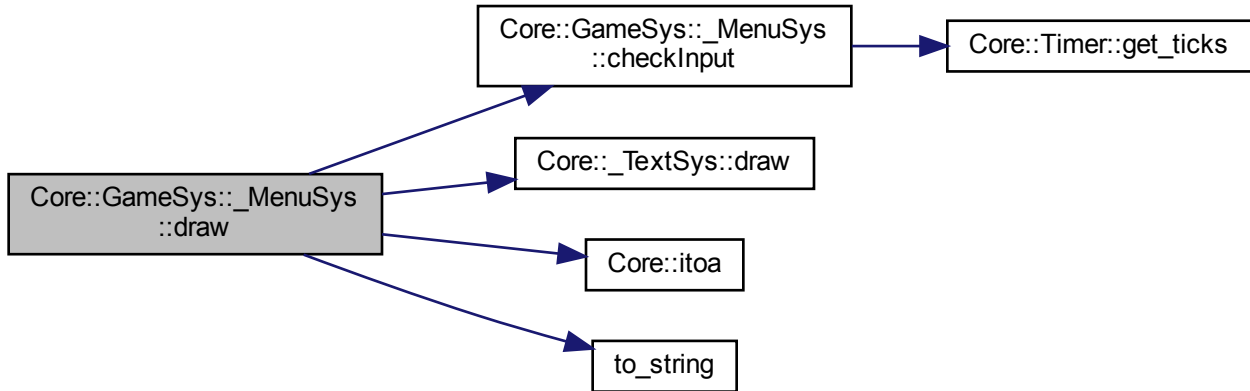 Core::GameSys::_MenuSys
::checkInput
Core::Timer::get_ticks
Core::_TextSys::draw
Core::GameSys::_MenuSys
::draw
Core::itoa
to_string